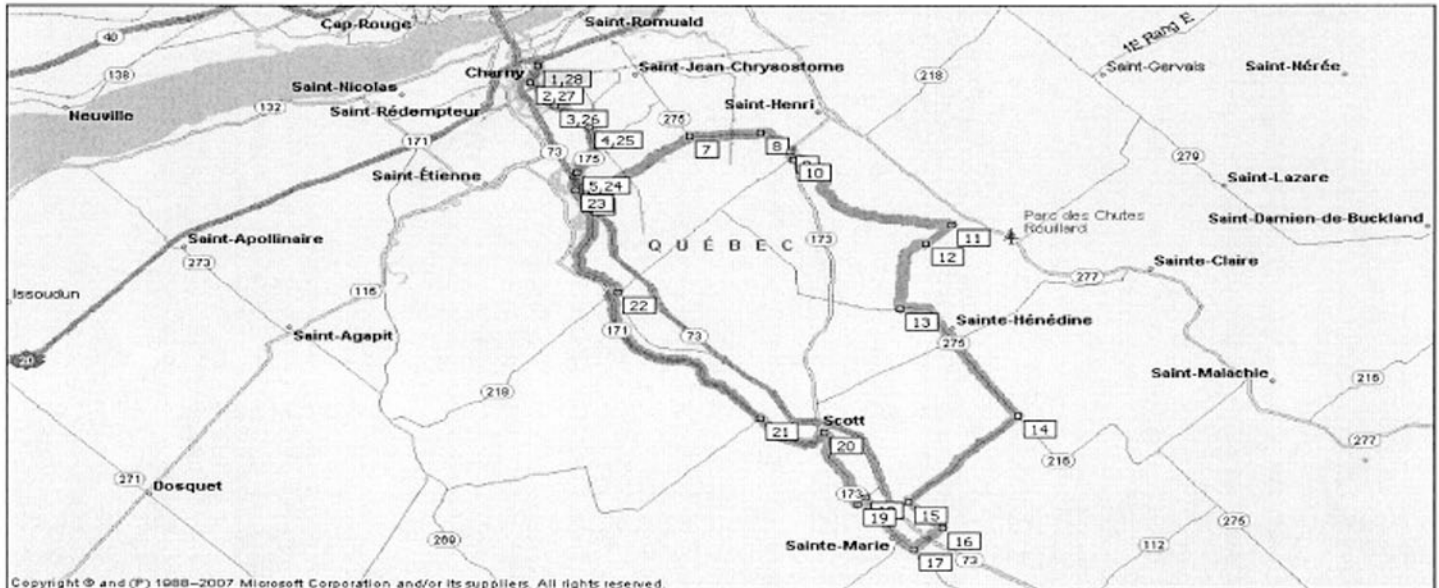 Cap-Rouge
Saint-Romuald
40
138
Charny
Saint-Jean-Chrysostome
218
1E Rang E
Saint-Gervais
Saint-Nérée
1,28
2,27
Saint-Nicolas
132
Saint-Rédempteur
Neuville
3,26
Saint-Henri
275
4,25
171
7
8
73
175
10
279
Saint-Étienne
5,24
23
Saint-Lazare
Parc des Chutes
Rouillard
Saint-Damien-de-Buckland
Saint-Apollinaire
QUÉBEC
173
11
12
273
Sainte-Claire
277
Issoudun
116
22
13
Sainte-Hénédine
Saint-Agapit
171
73
275
20
Saint-Malachie
216
218
21
Scott
20
14
277
216
271
Dosquet
173
19
15
275
269
Sainte-Marie
16
112
17
73
Copyright © and (P) 1988–2007 Microsoft Corporation and/or its suppliers. All rights reserved.